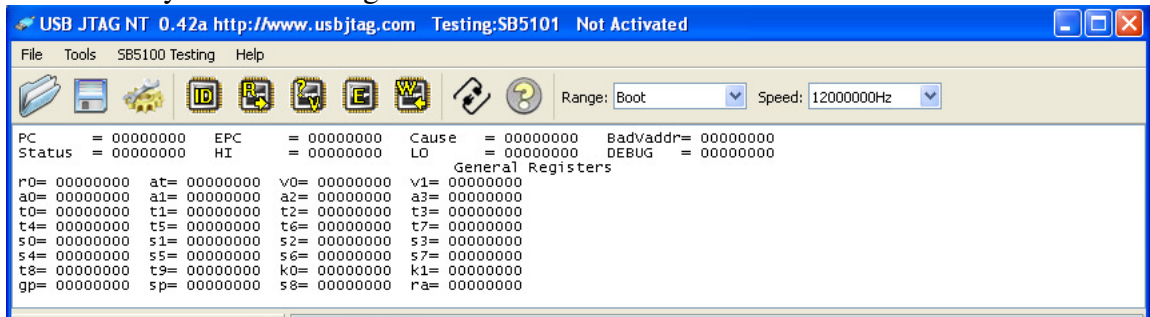 USB JTAG NT 0.42a http://www.usbjtag.com Testing:SB5101 Not Activated
File Tools SB5100 Testing Help
ID R V E W Range: Boot Speed: 12000000Hz
PC = 00000000 EPC = 00000000 Cause = 00000000 BadVaddr= 00000000
Status = 00000000 HI = 00000000 LO = 00000000 DEBUG = 00000000
General Registers
r0= 00000000 at= 00000000 v0= 00000000 v1= 00000000
a0= 00000000 a1= 00000000 a2= 00000000 a3= 00000000
t0= 00000000 t1= 00000000 t2= 00000000 t3= 00000000
t4= 00000000 t5= 00000000 t6= 00000000 t7= 00000000
s0= 00000000 s1= 00000000 s2= 00000000 s3= 00000000
s4= 00000000 s5= 00000000 s6= 00000000 s7= 00000000
t8= 00000000 t9= 00000000 k0= 00000000 k1= 00000000
gp= 00000000 sp= 00000000 s8= 00000000 ra= 00000000